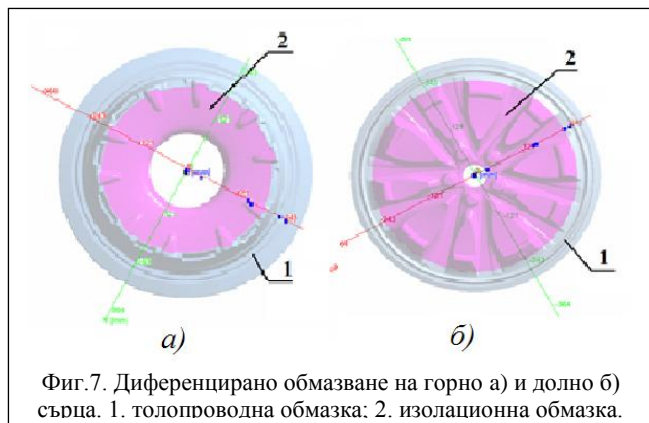 2
2
1
1
а)
б)
Фиг.7. Диференцирано обмазване на горно а) и долно б)
сърца. 1. толопроводна обмазка; 2. изолационна обмазка.